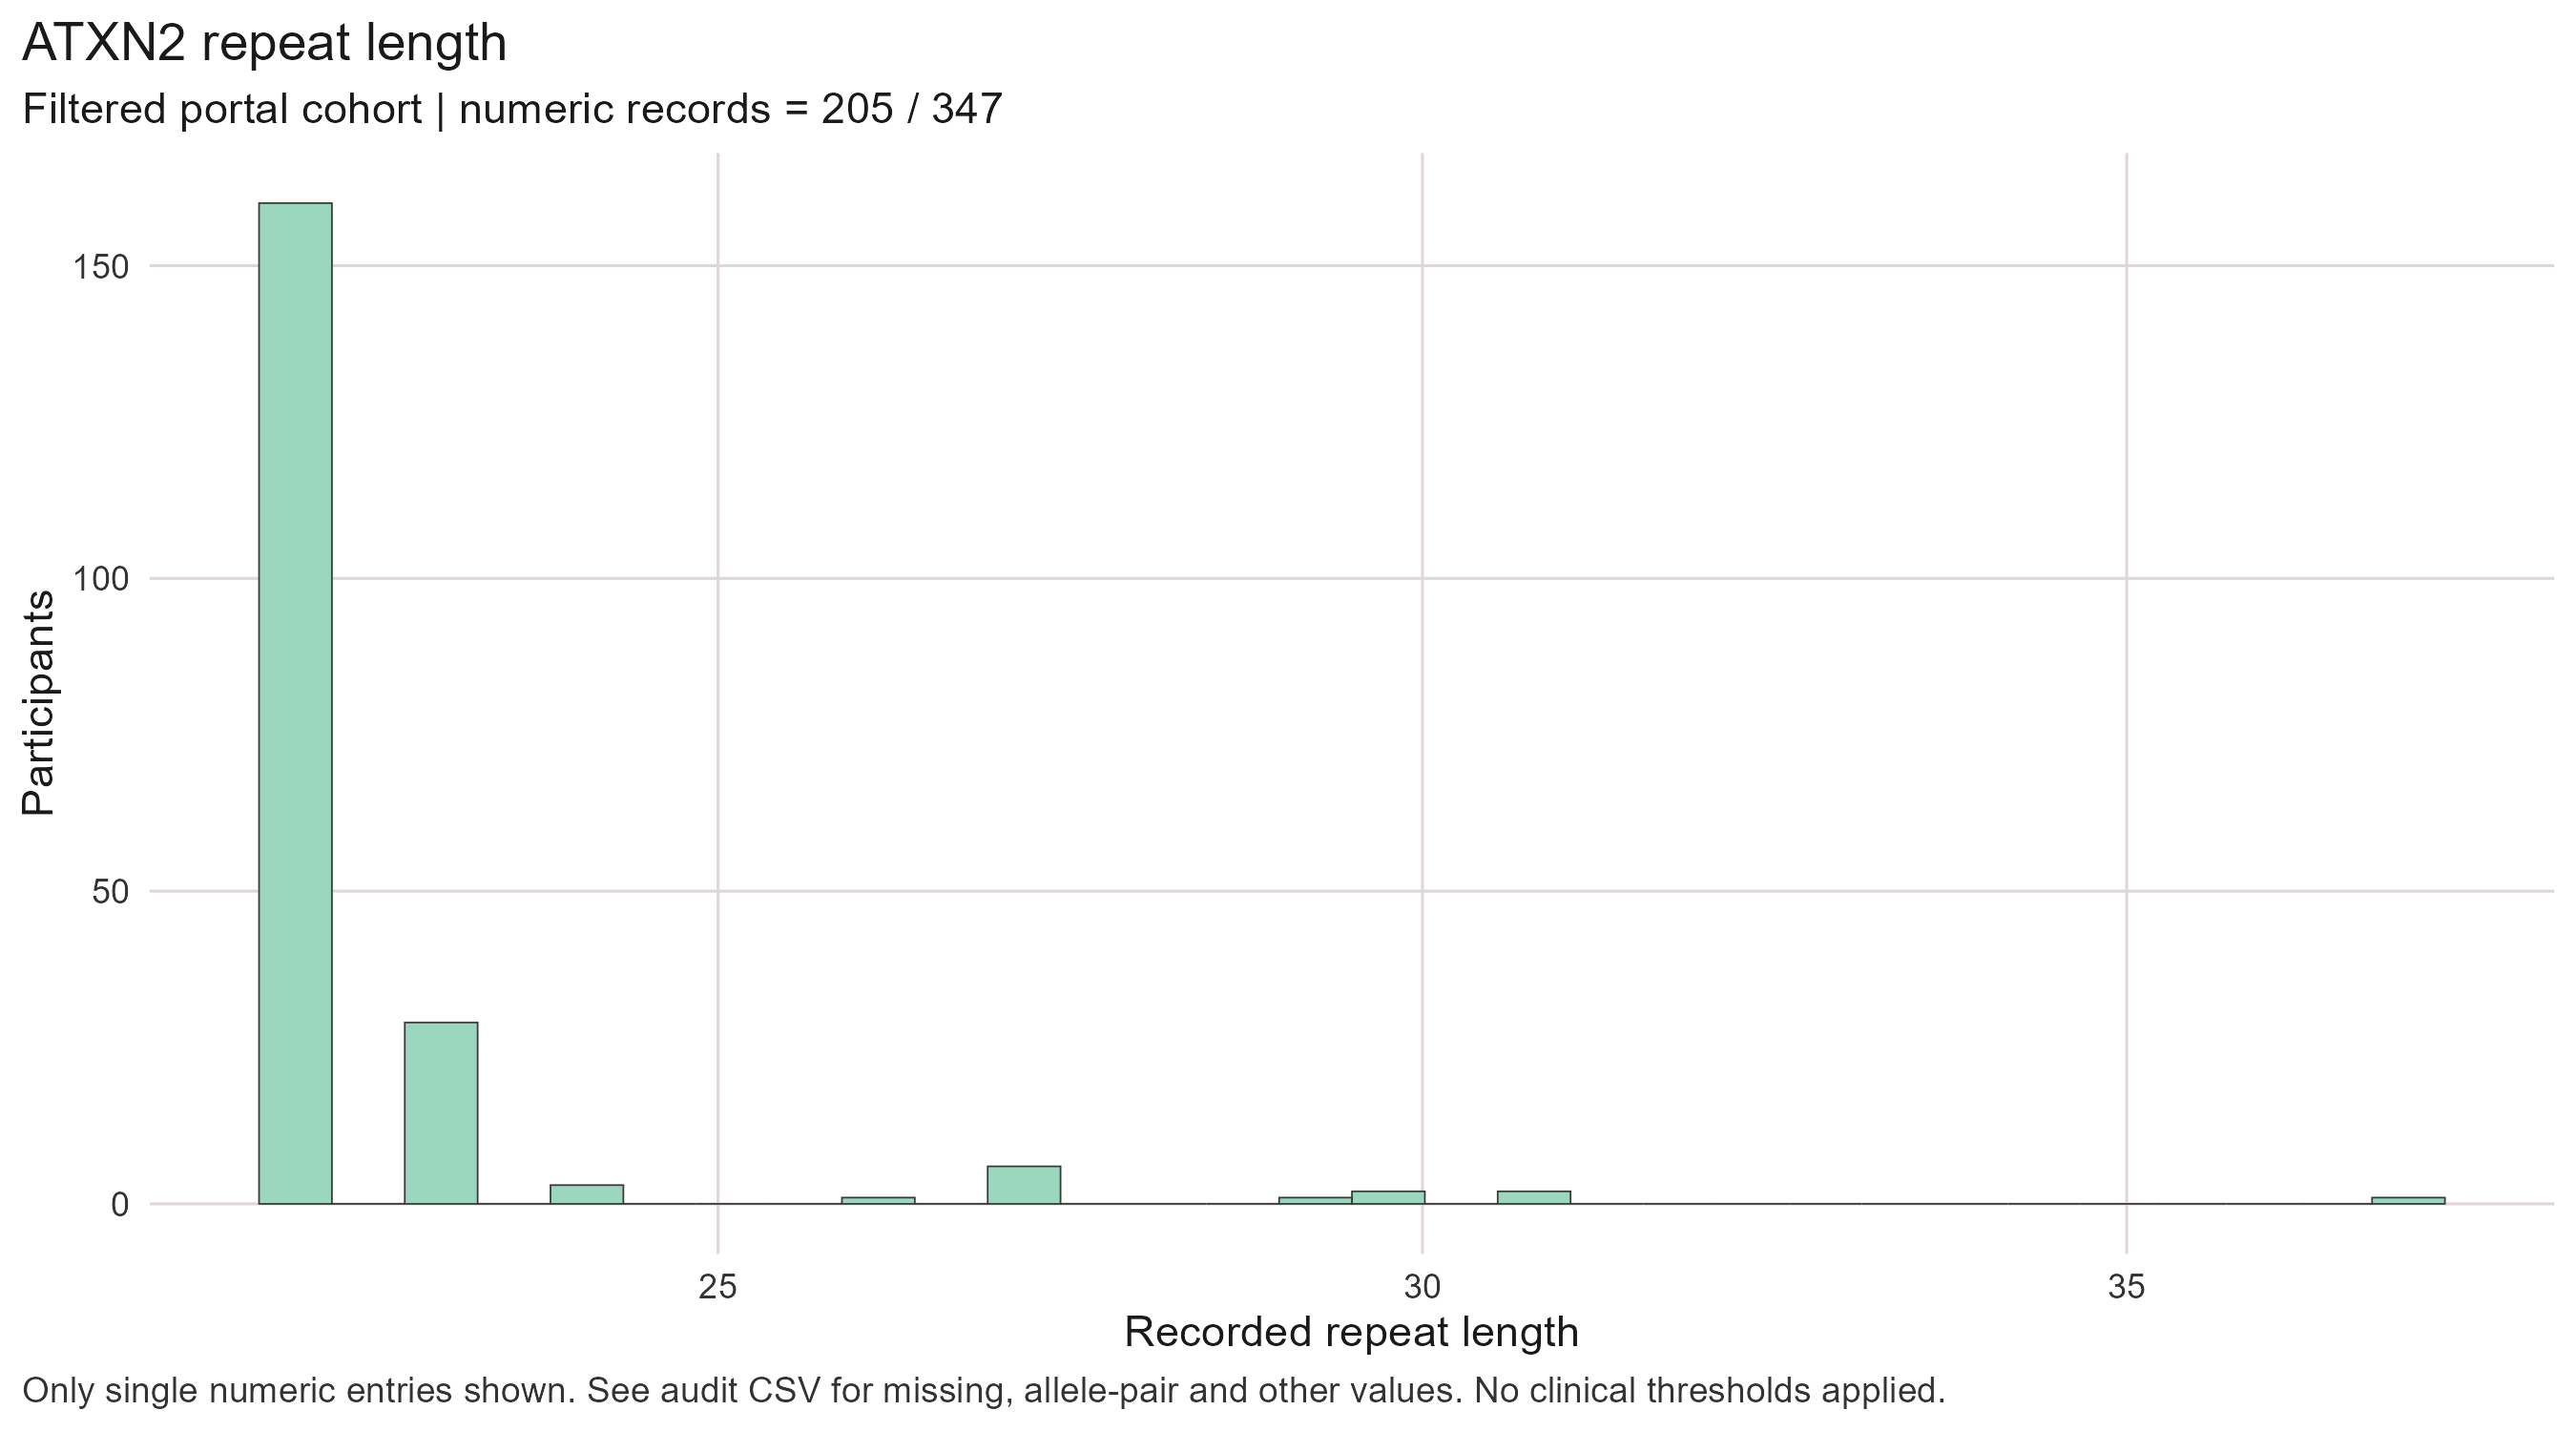 ATXN2 repeat length
Filtered portal cohort | numeric records = 205 / 347
Participants
150
100
50
0
25
30
35
Recorded repeat length
Only single numeric entries shown. See audit CSV for missing, allele-pair and other values. No clinical thresholds applied.